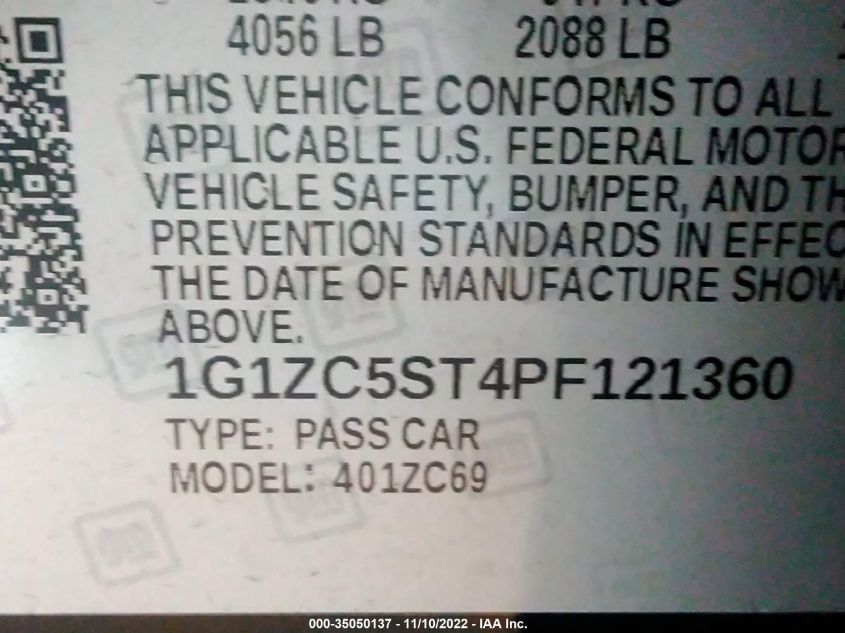 4056 LB 2088 LB
THIS VEHICLE CONFORMS TO ALL
APPLICABLE U.S. FEDERAL MOTOR
VEHICLE SAFETY, BUMPER, AND TH
PREVENTION STANDARDS IN EFFEC
THE DATE OF MANUFACTURE SHOW
ABOVE.
1G1ZC5ST4PF121360
TYPE: PASS CAR
MODEL: 401ZC69
000-35050137 - 11/10/2022 - IAA Inc.